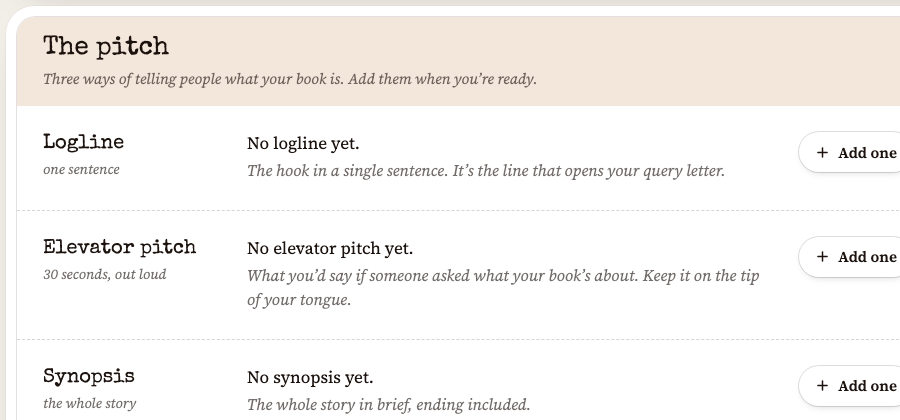 The pitch
Three ways of telling people what your book is. Add them when you’re ready.
Logline
one sentence
No logline yet.
The hook in a single sentence. It’s the line that opens your query letter.
+ Add one
Elevator pitch
30 seconds, out loud
No elevator pitch yet.
What you’d say if someone asked what your book’s about. Keep it on the tip
of your tongue.
+ Add one
Synopsis
the whole story
No synopsis yet.
The whole story in brief, ending included.
+ Add one